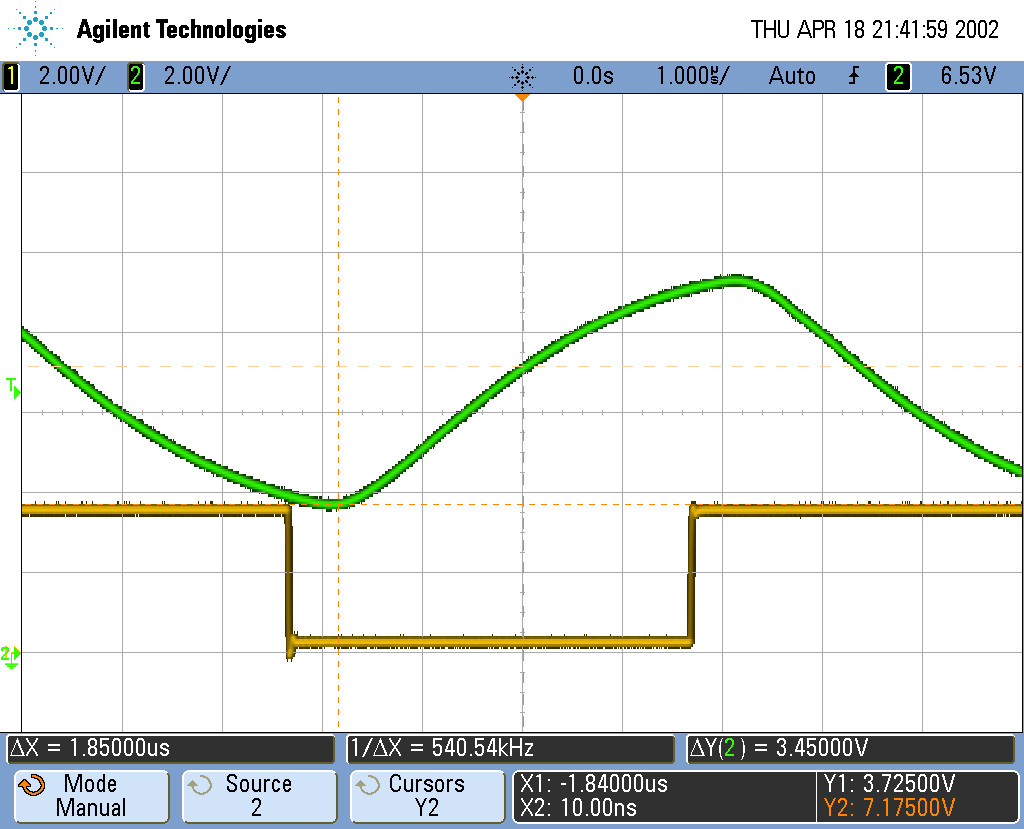 Agilent Technologies THU APR 18 21:41:59 2002
1 2.00V/ 2 2.00V/ 0.0s 1.000µs/ Auto 2 6.53V
T
2
ΔX = 1.85000us 1/ΔX = 540.54kHz ΔY(2) = 3.45000V
Mode Source Cursors X1: -1.84000us Y1: 3.72500V
Manual 2 Y2 X2: 10.00ns Y2: 7.17500V